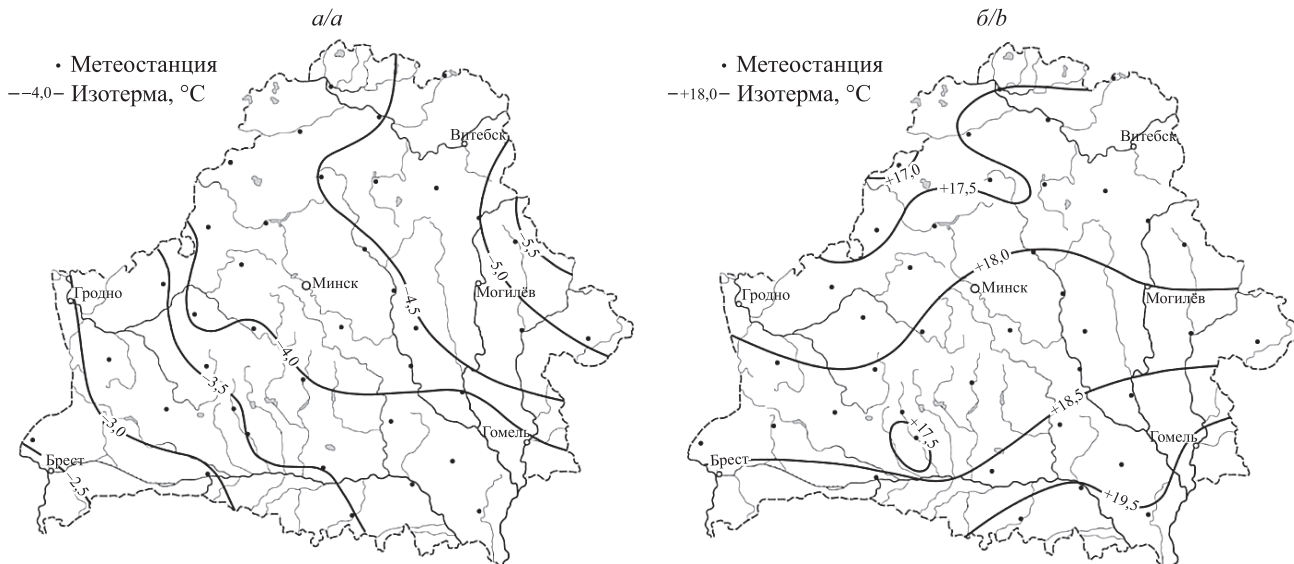 а/a
Метеостанция
−4,0 Изотерма, °С
Витебск
−5,5
−5,0
Минск
Гродно
Могилёв
−4,5
−4,0
−3,5
−3,0
Гомель
Брест
−2,5
б/b
Метеостанция
+18,0 Изотерма, °С
Витебск
+17,0
+17,5
+18,0
Минск
Гродно
Могилёв
+18,5
+17,5
Гомель
Брест
+19,5